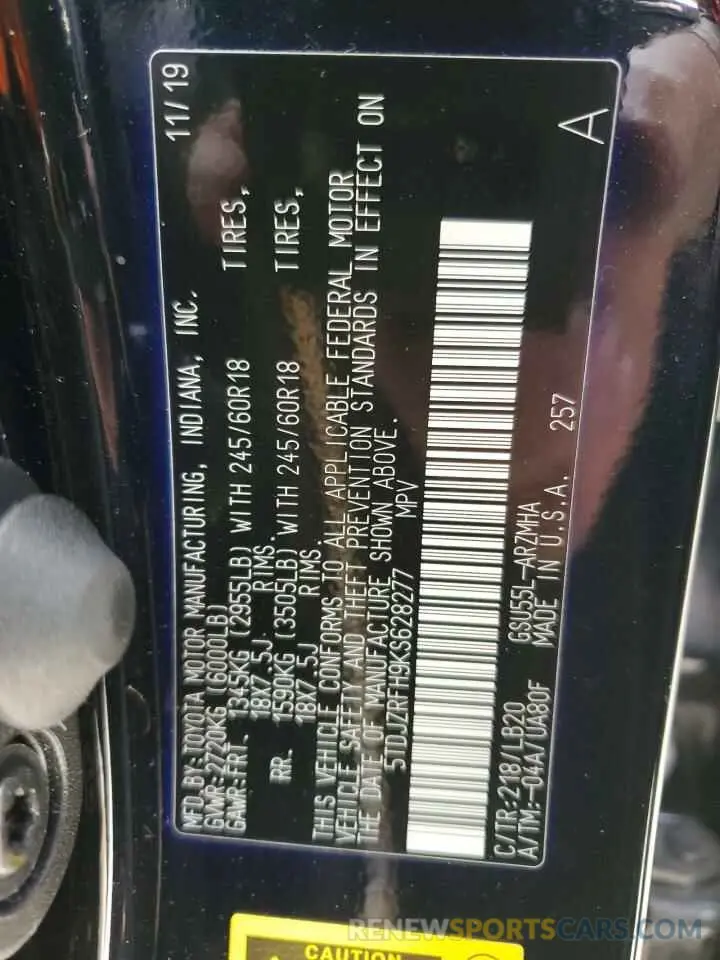 MFD.BY:TOYOTA MOTOR MANUFACTURING, INDIANA, INC. 11/19
GVWR:2720KG (6000LB)
GAWR:FRT. 1345KG (2955LB) WITH 245/60R18 TIRES,
18X7.5J RIMS.
RR. 1590KG (3505LB) WITH 245/60R18 TIRES,
18X7.5J RIMS.
THIS VEHICLE CONFORMS TO ALL APPLICABLE FEDERAL MOTOR
VEHICLE SAFETY AND THEFT PREVENTION STANDARDS IN EFFECT ON
THE DATE OF MANUFACTURE SHOWN ABOVE.
5TDJZRFH9KS628277 MPV
C/TR:218/LB20 GSU55L-ARZMHA
A/TM:-04A/UA80F MADE IN U.S.A. 257
A
CAUTION
RENEWSPORTSCARS.COM